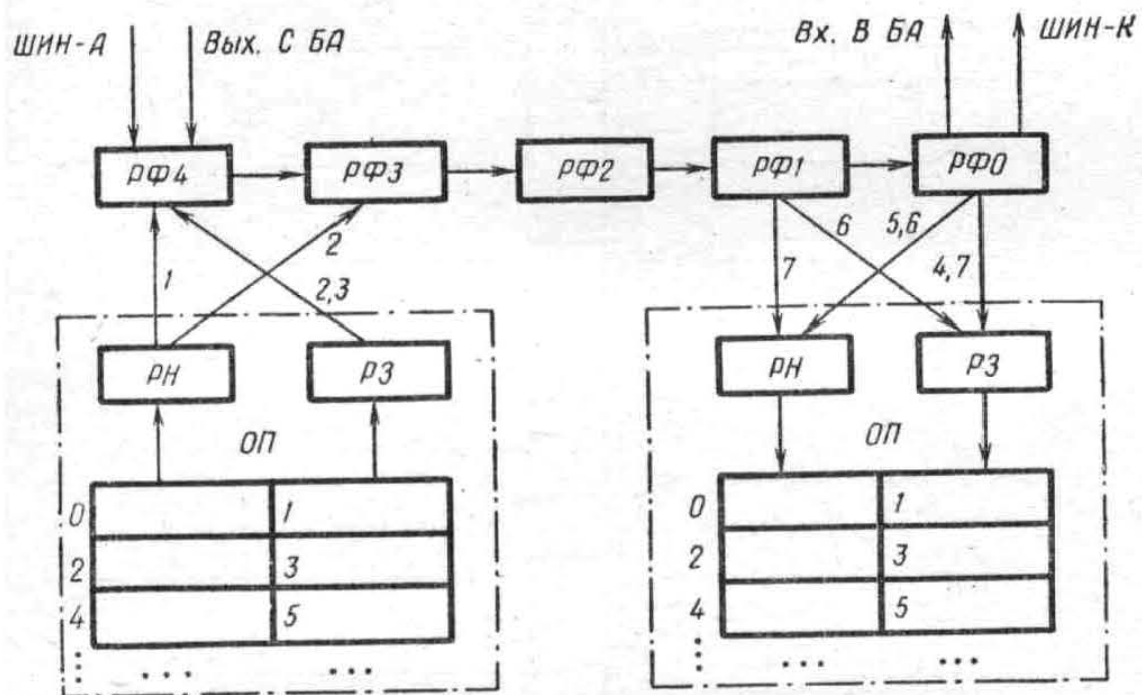 ШИН-А Вых. С БА Вх. В БА ШИН-К
РФ4 РФ3 РФ2 РФ1 РФ0
1 2 2,3 7 6 5,6 4,7
РН РЗ РН РЗ
ОП ОП
0 1 0 1
2 3 2 3
4 5 4 5
⋮ ... ... ⋮ ... ...